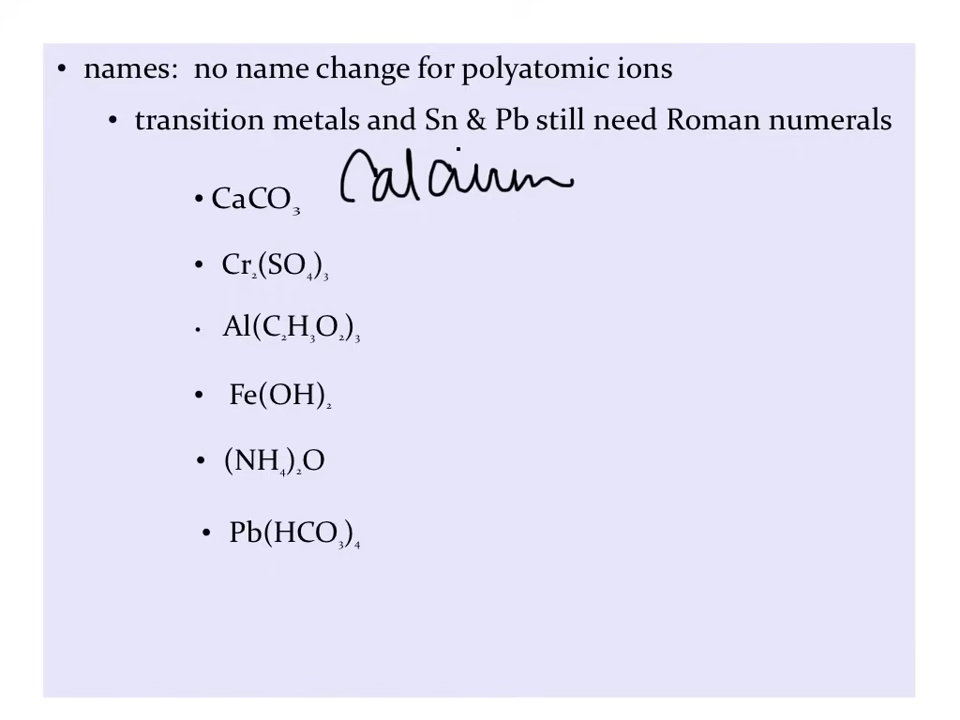 • names: no name change for polyatomic ions
• transition metals and Sn & Pb still need Roman numerals
• CaCO₃ Calcium
• Cr₂(SO₄)₃
• Al(C₂H₃O₂)₃
• Fe(OH)₂
• (NH₄)₂O
• Pb(HCO₃)₄